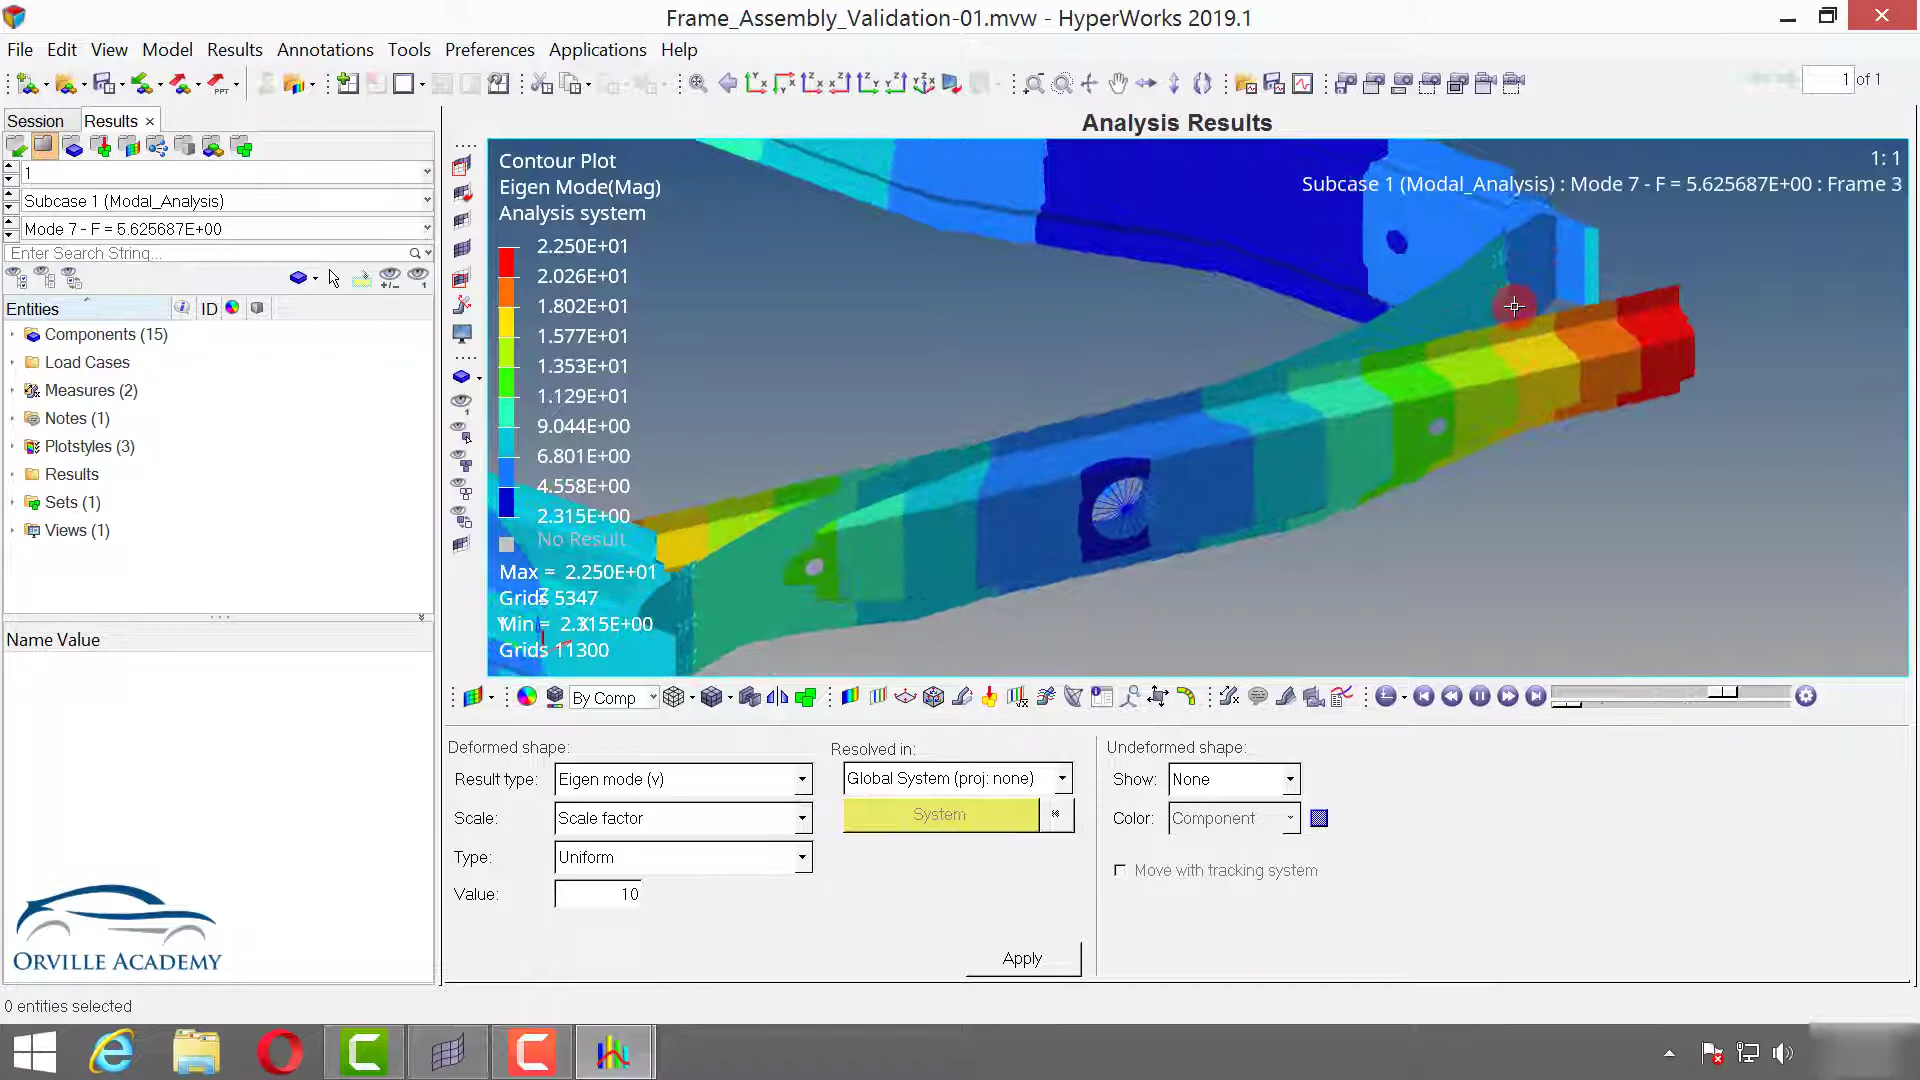 Frame_Assembly_Validation-01.mvw - HyperWorks 2019.1
File Edit View Model Results Annotations Tools Preferences Applications Help
1 of 1
Session Results
Analysis Results
1
Subcase 1 (Modal_Analysis)
Mode 7 - F = 5.625687E+00
Enter Search String...
Entities ID
Components (15)
Load Cases
Measures (2)
Notes (1)
Plotstyles (3)
Results
Sets (1)
Views (1)
Name Value
ORVILLE ACADEMY
0 entities selected
Contour Plot
Eigen Mode(Mag)
Analysis system
2.250E+01
2.026E+01
1.802E+01
1.577E+01
1.353E+01
1.129E+01
9.044E+00
6.801E+00
4.558E+00
2.315E+00
No Result
Max = 2.250E+01
Grids 5347
Min = 2.315E+00
Grids 11300
Z
Y
X
1: 1
Subcase 1 (Modal_Analysis) : Mode 7 - F = 5.625687E+00 : Frame 3
By Comp
Deformed shape:
Result type: Eigen mode (v)
Scale: Scale factor
Type: Uniform
Value: 10
Resolved in:
Global System (proj: none)
System
Apply
Undeformed shape:
Show: None
Color: Component
Move with tracking system